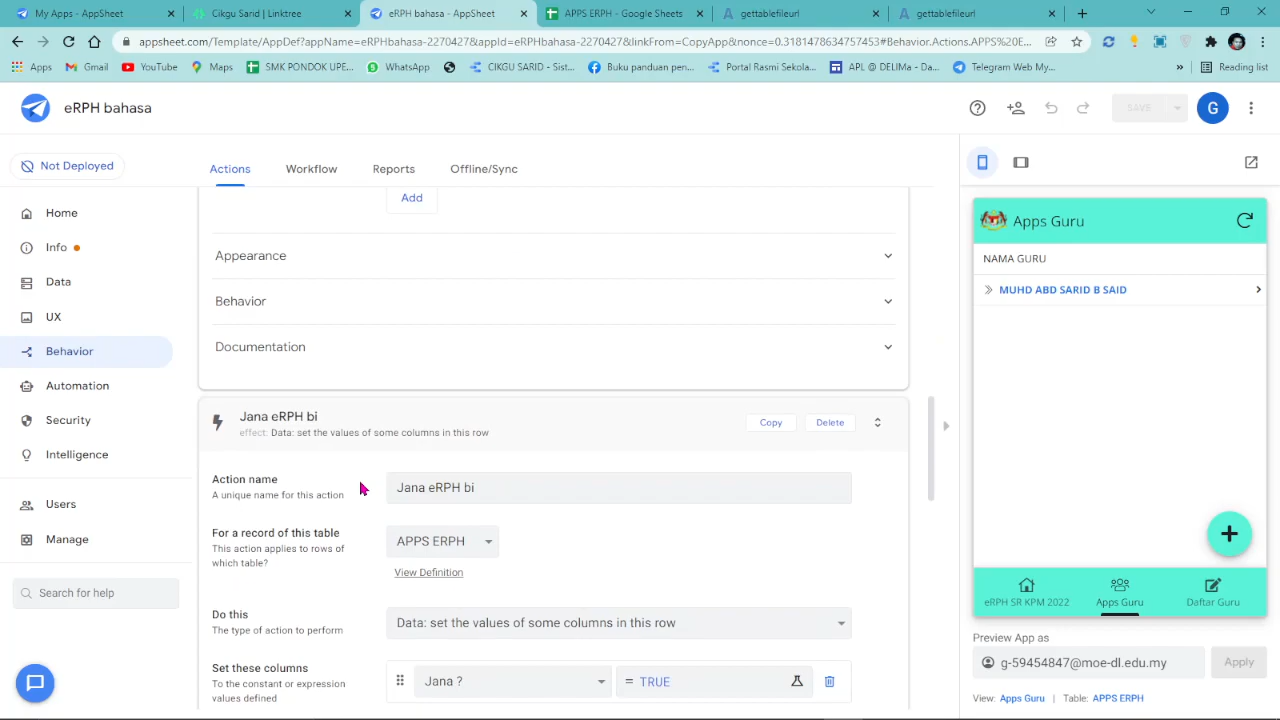 My Apps
Cikgu Sarid | Linktree
eRPH bahasa - AppSheet
APPS ERPH - Google Sheets
gettablefileurl
gettablefileurl
appsheet.com/Template/AppDef?appName=eRPHbahasa-2270427&appId=eRPHbahasa-2270427&linkFrom=CopyApp&nonce=0.3181478634757453#Behavior.Actions.APPS%20E...
Apps
Gmail
YouTube
Maps
SMK PONDOK UPE...
WhatsApp
CIKGU SARID - Sist...
Buku panduan pen...
Portal Rasmi Sekola...
APL @ DELIMa - Da...
Telegram Web My...
»
Reading list
eRPH bahasa
SAVE
G
Not Deployed
Actions
Workflow
Reports
Offline/Sync
Home
Info
Data
UX
Behavior
Automation
Security
Intelligence
Users
Manage
Search for help
Add
Appearance
Behavior
Documentation
Jana eRPH bi
effect: Data: set the values of some columns in this row
Copy
Delete
Action name
A unique name for this action
Jana eRPH bi
For a record of this table
This action applies to rows of
which table?
APPS ERPH
View Definition
Do this
The type of action to perform
Data: set the values of some columns in this row
Set these columns
To the constant or expression
values defined
Jana ?
= TRUE
Apps Guru
NAMA GURU
MUHD ABD SARID B SAID
eRPH SR KPM 2022
Apps Guru
Daftar Guru
Preview App as
g-59454847@moe-dl.edu.my
Apply
View: Apps Guru | Table: APPS ERPH